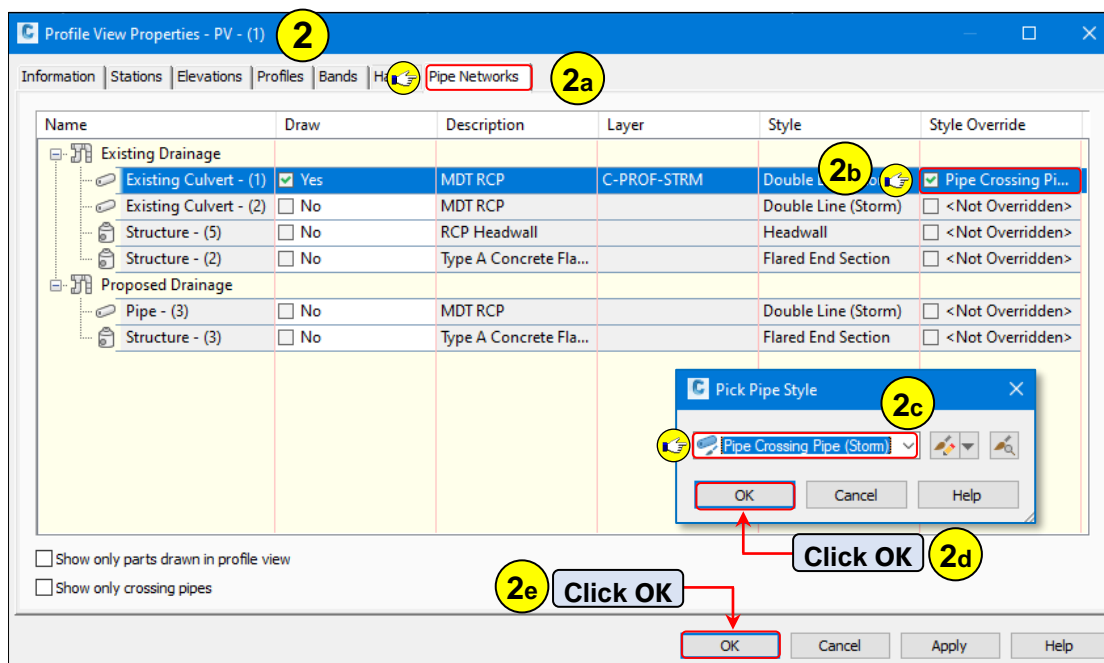 Profile View Properties - PV - (1) 2
Information Stations Elevations Profiles Bands Ha Pipe Networks 2a
Name Draw Description Layer Style Style Override
Existing Drainage
Existing Culvert - (1) Yes MDT RCP C-PROF-STRM Double L 2b Pipe Crossing Pi...
Existing Culvert - (2) No MDT RCP Double Line (Storm) <Not Overridden>
Structure - (5) No RCP Headwall Headwall <Not Overridden>
Structure - (2) No Type A Concrete Fla... Flared End Section <Not Overridden>
Proposed Drainage
Pipe - (3) No MDT RCP Double Line (Storm) <Not Overridden>
Structure - (3) No Type A Concrete Fla... Flared End Section <Not Overridden>
Pick Pipe Style 2c
Pipe Crossing Pipe (Storm)
OK Cancel Help
Click OK 2d
Show only parts drawn in profile view
Show only crossing pipes
2e Click OK
OK Cancel Apply Help